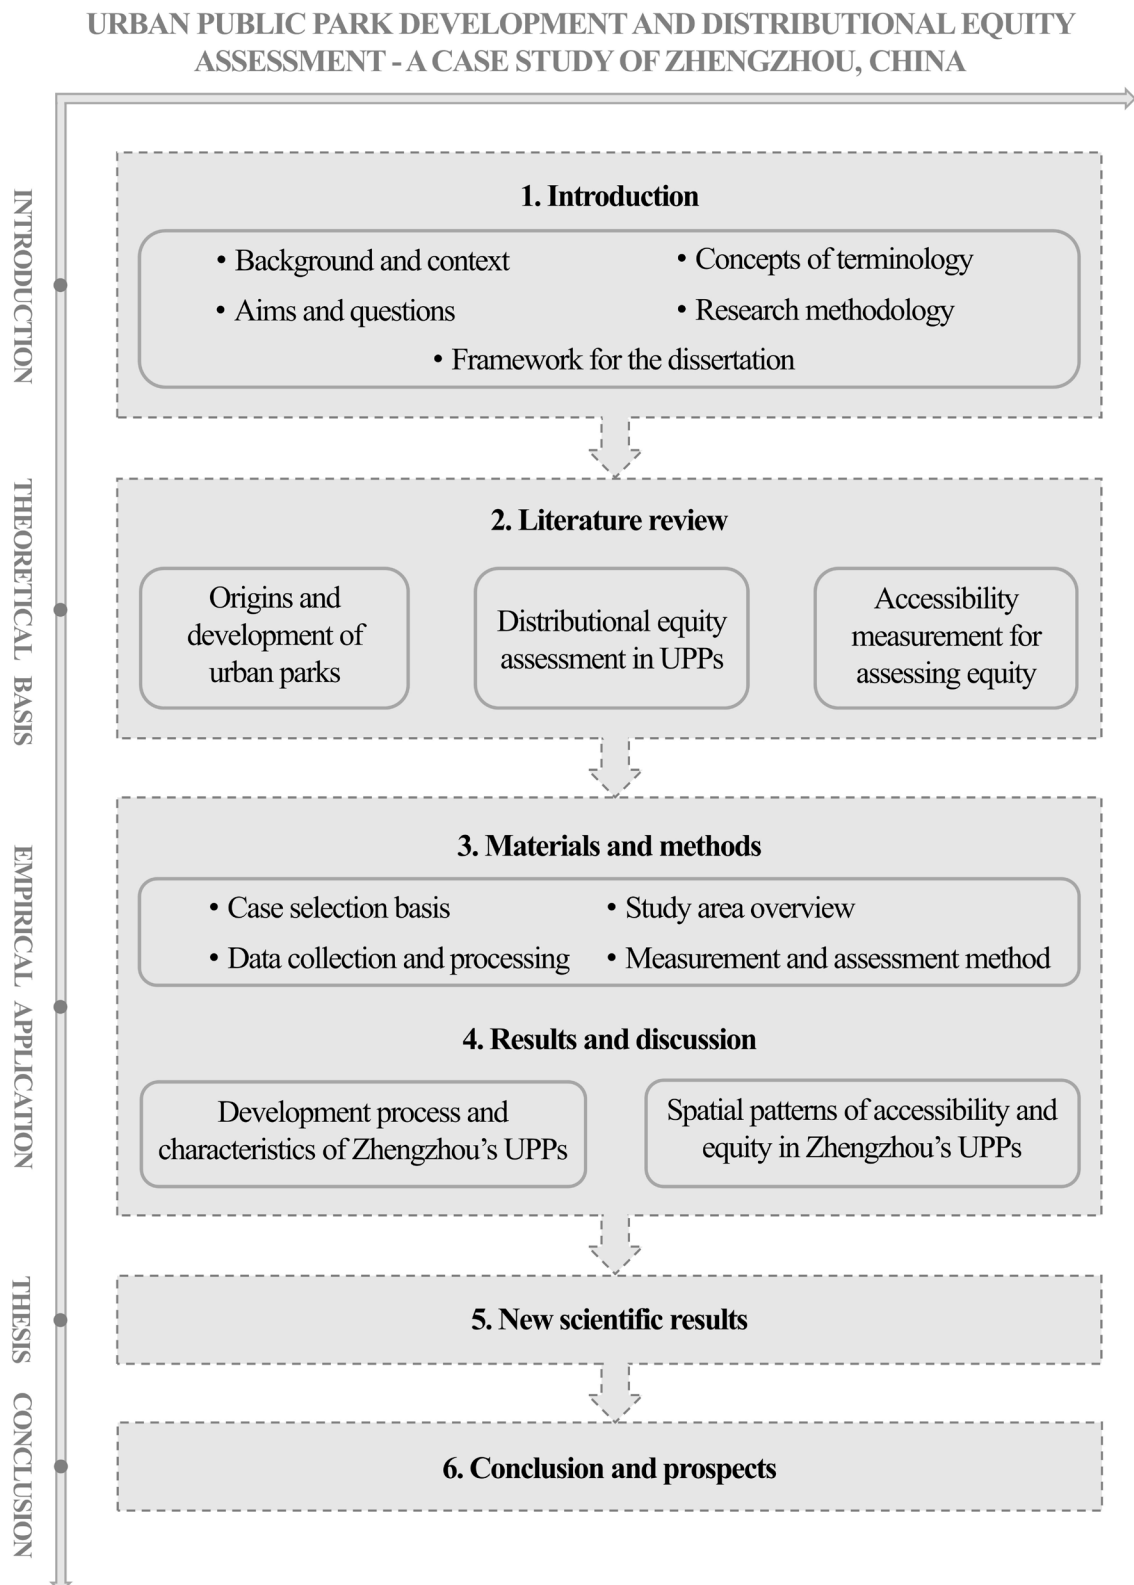 URBAN PUBLIC PARK DEVELOPMENT AND DISTRIBUTIONAL EQUITY
ASSESSMENT - A CASE STUDY OF ZHENGZHOU, CHINA
INTRODUCTION
1. Introduction
• Background and context
• Concepts of terminology
• Aims and questions
• Research methodology
• Framework for the dissertation
THEORETICAL BASIS
2. Literature review
Origins and
development of
urban parks
Distributional equity
assessment in UPPs
Accessibility
measurement for
assessing equity
EMPIRICAL APPLICATION
3. Materials and methods
• Case selection basis
• Study area overview
• Data collection and processing
• Measurement and assessment method
4. Results and discussion
Development process and
characteristics of Zhengzhou’s UPPs
Spatial patterns of accessibility and
equity in Zhengzhou’s UPPs
THESIS
5. New scientific results
CONCLUSION
6. Conclusion and prospects